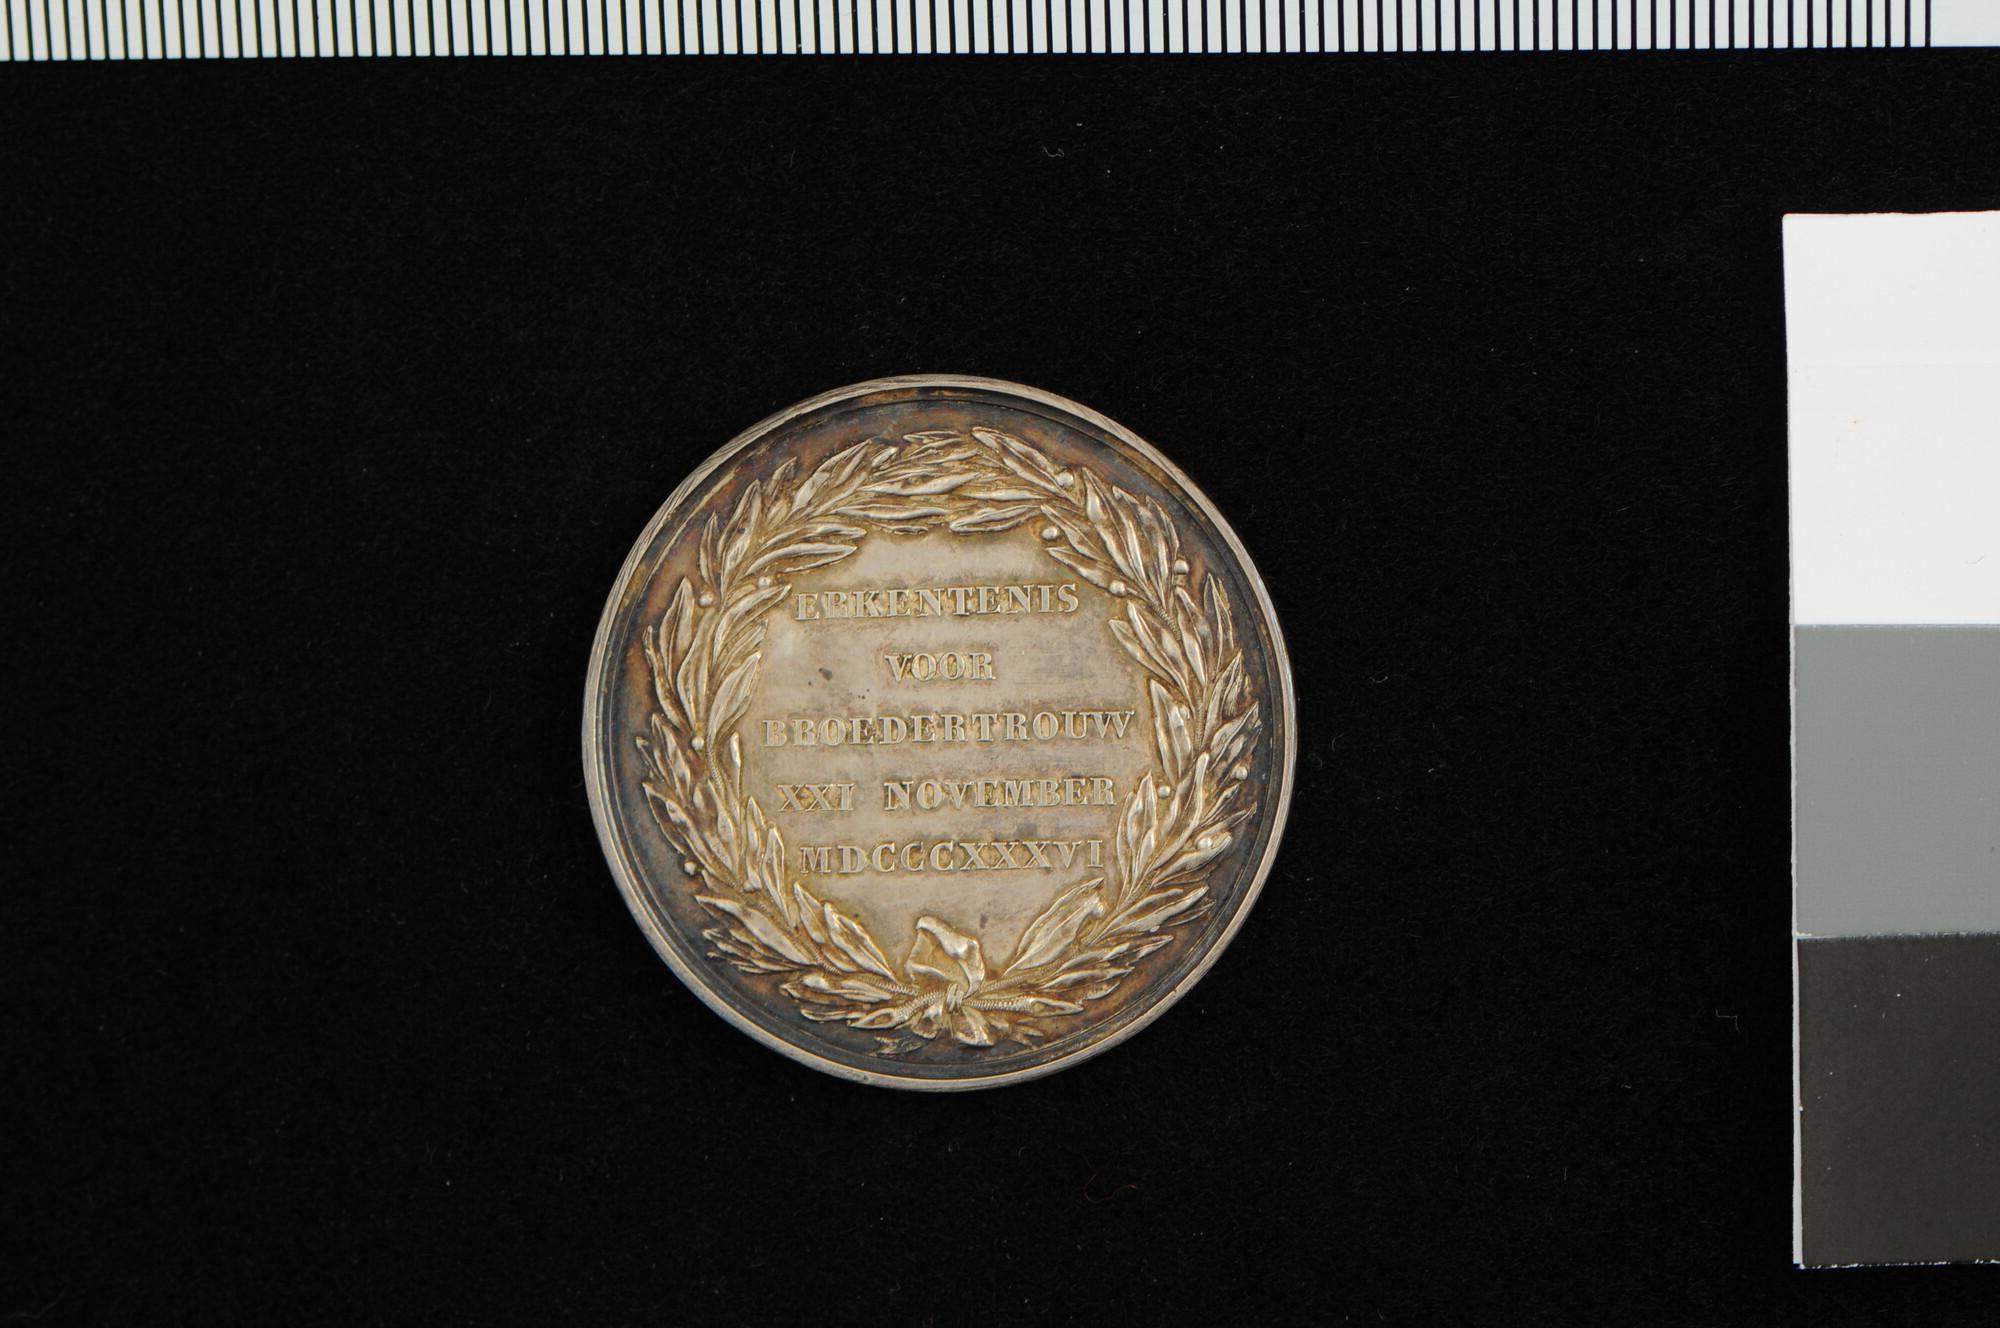 ERKENTENIS
VOOR
BROEDERTROUW
XXI NOVEMBER
MDCCCXXXVI